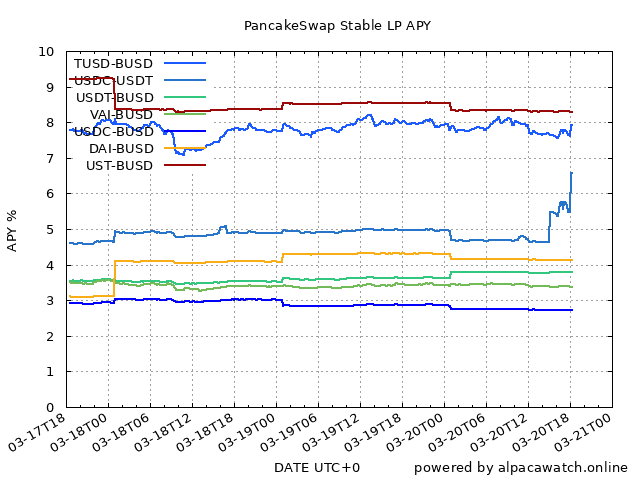 PancakeSwap Stable LP APY
10
9
8
7
6
5
4
3
2
1
0
APY %
TUSD-BUSD
USDC-USDT
USDT-BUSD
VAI-BUSD
USDC-BUSD
DAI-BUSD
UST-BUSD
03-17T18
03-18T00
03-18T06
03-18T12
03-18T18
03-19T00
03-19T06
03-19T12
03-19T18
03-20T00
03-20T06
03-20T12
03-20T18
03-21T00
DATE UTC+0
powered by alpacawatch.online